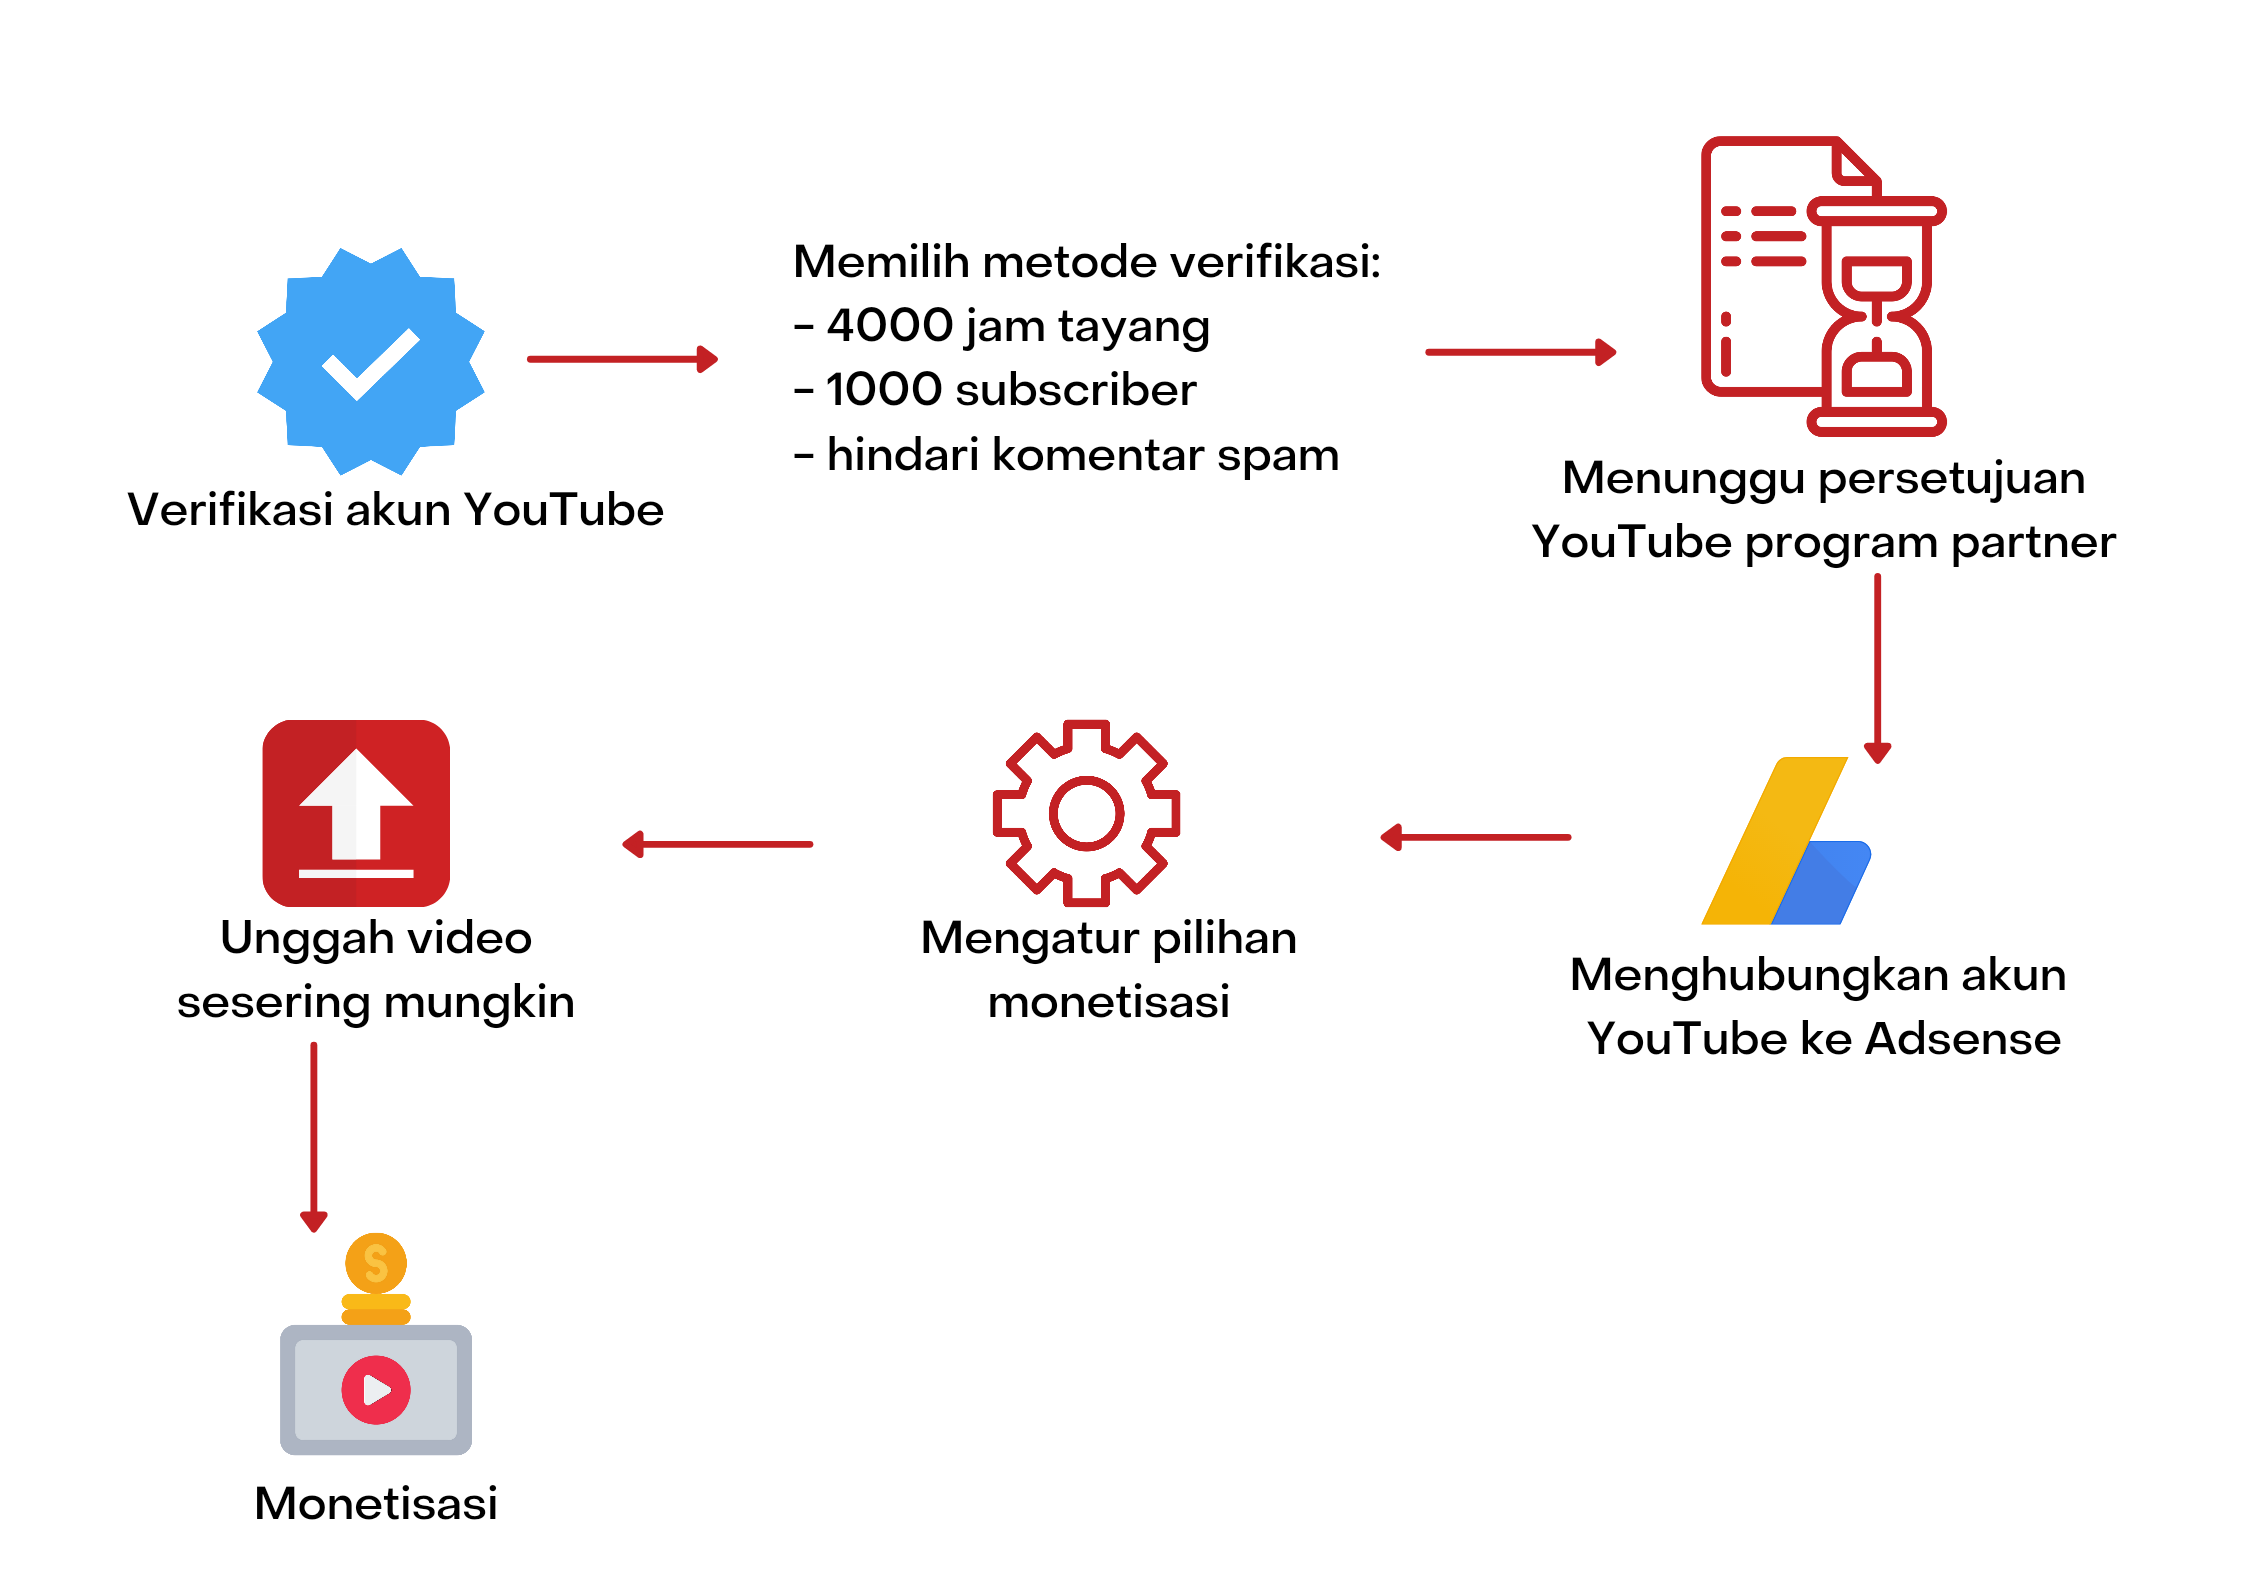 Verifikasi akun YouTube
Memilih metode verifikasi:
- 4000 jam tayang
- 1000 subscriber
- hindari komentar spam
Menunggu persetujuan
YouTube program partner
Menghubungkan akun
YouTube ke Adsense
Mengatur pilihan
monetisasi
Unggah video
sesering mungkin
Monetisasi